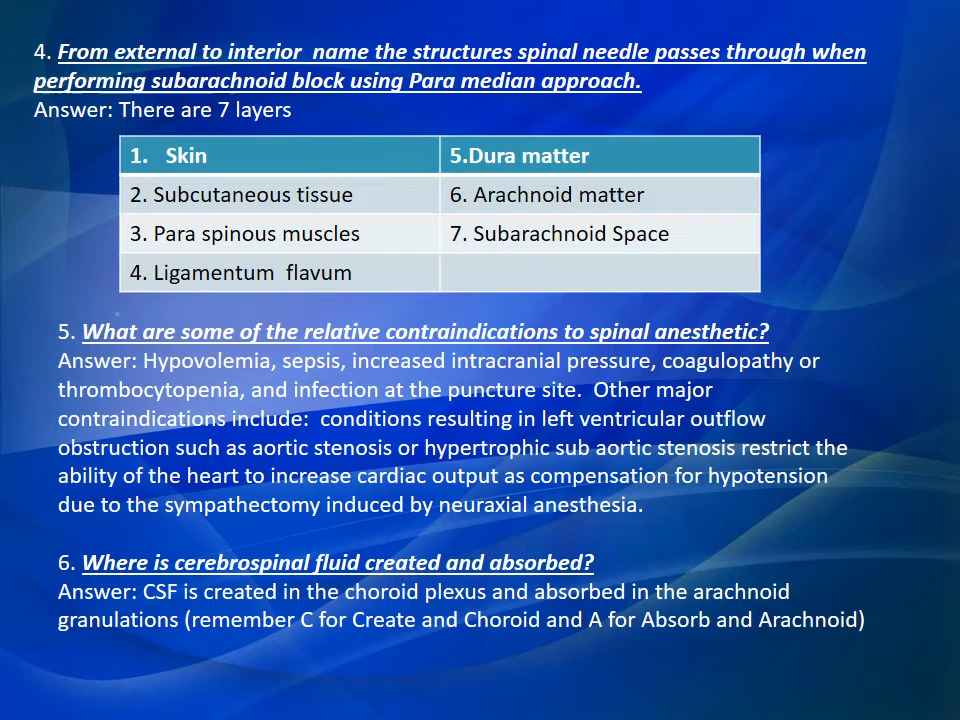 4. From external to interior  name the structures spinal needle passes through when
performing subarachnoid block using Para median approach.
Answer: There are 7 layers
1.   Skin
5.Dura matter
2. Subcutaneous tissue
6. Arachnoid matter
3. Para spinous muscles
7. Subarachnoid Space
4. Ligamentum  flavum
5. What are some of the relative contraindications to spinal anesthetic?
Answer: Hypovolemia, sepsis, increased intracranial pressure, coagulopathy or
thrombocytopenia, and infection at the puncture site.  Other major
contraindications include:  conditions resulting in left ventricular outflow
obstruction such as aortic stenosis or hypertrophic sub aortic stenosis restrict the
ability of the heart to increase cardiac output as compensation for hypotension
due to the sympathectomy induced by neuraxial anesthesia.
6. Where is cerebrospinal fluid created and absorbed?
Answer: CSF is created in the choroid plexus and absorbed in the arachnoid
granulations (remember C for Create and Choroid and A for Absorb and Arachnoid)